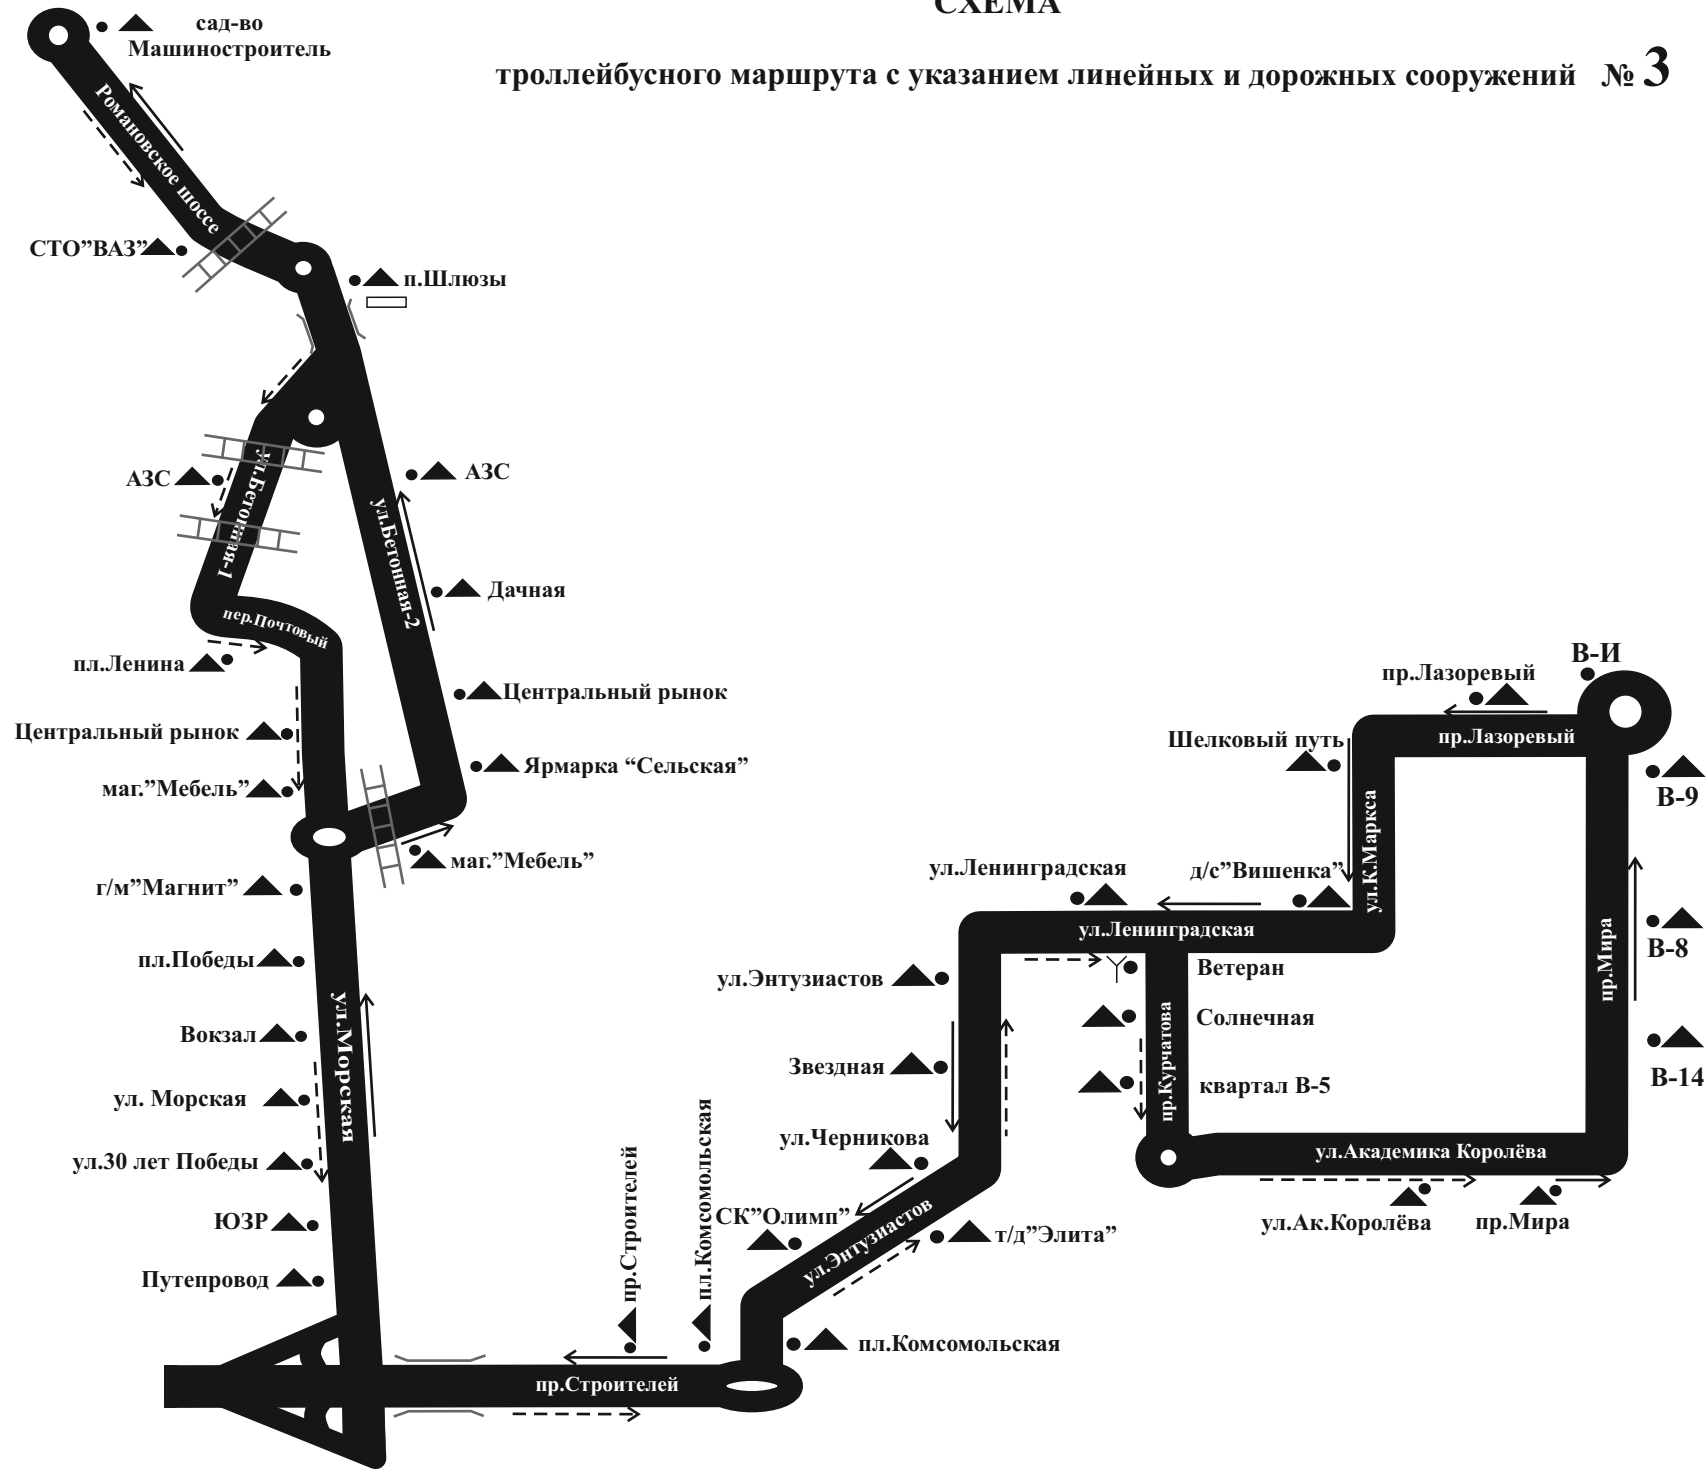 СХЕМА
троллейбусного маршрута с указанием линейных и дорожных сооружений № 3
сад-во
Машиностроитель
Романовское шоссе
СТО”ВАЗ”
п.Шлюзы
АЗС
АЗС
ул.Бетонная-1
ул.Бетонная-2
Дачная
пер.Почтовый
пл.Ленина
Центральный рынок
Центральный рынок
маг.”Мебель”
Ярмарка “Сельская”
маг.”Мебель”
г/м”Магнит”
пл.Победы
Вокзал
ул.Морская
ул. Морская
ул.30 лет Победы
ЮЗР
Путепровод
пр.Строителей
пл.Комсомольская
пр.Строителей
пл.Комсомольская
СК”Олимп”
ул.Энтузиастов
т/д”Элита”
ул.Черникова
Звездная
ул.Энтузиастов
ул.Ленинградская
ул.Ленинградская
д/с”Вишенка”
Ветеран
Солнечная
квартал В-5
пр.Курчатова
ул.К.Маркса
Шелковый путь
пр.Лазоревый
пр.Лазоревый
В-И
В-9
В-8
В-14
пр.Мира
ул.Академика Королёва
ул.Ак.Королёва
пр.Мира